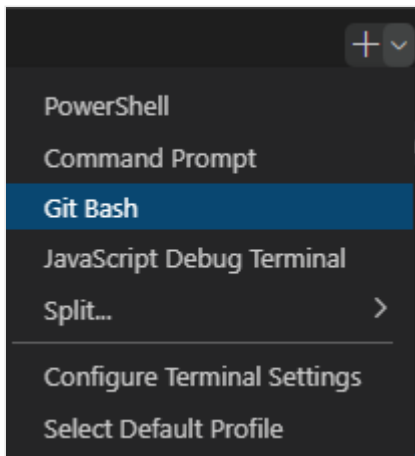 PowerShell
Command Prompt
Git Bash
JavaScript Debug Terminal
Split...
Configure Terminal Settings
Select Default Profile